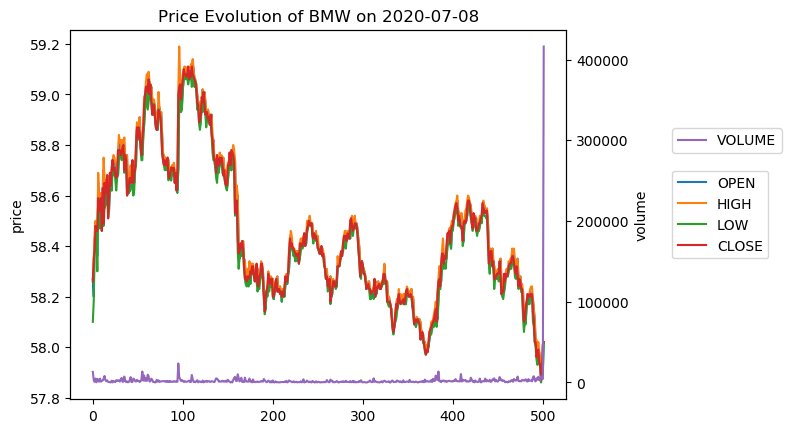 Price Evolution of BMW on 2020-07-08
59.2
59.0
58.8
58.6
58.4
58.2
58.0
57.8
price
0
100
200
300
400
500
400000
300000
200000
100000
0
volume
VOLUME
OPEN
HIGH
LOW
CLOSE